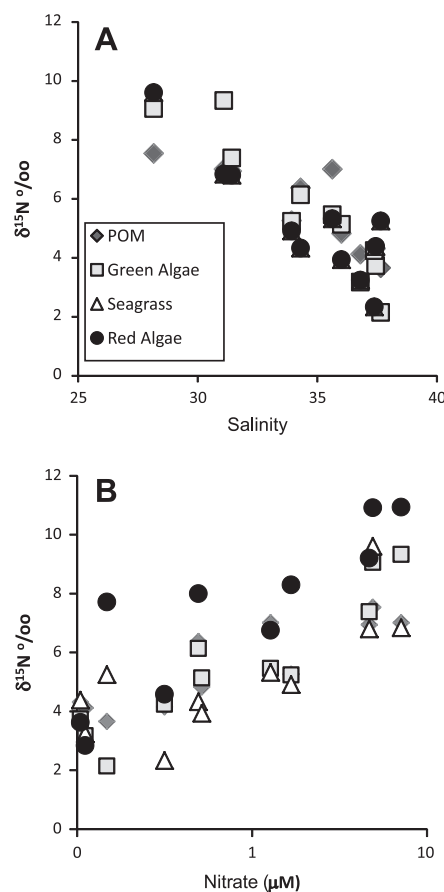 A
12
10
8
6
4
2
0
δ¹⁵N º/oo
POM
Green Algae
Seagrass
Red Algae
25 30 35 40
Salinity
B
12
10
8
6
4
2
0
δ¹⁵N º/oo
0 1 10
Nitrate (μM)